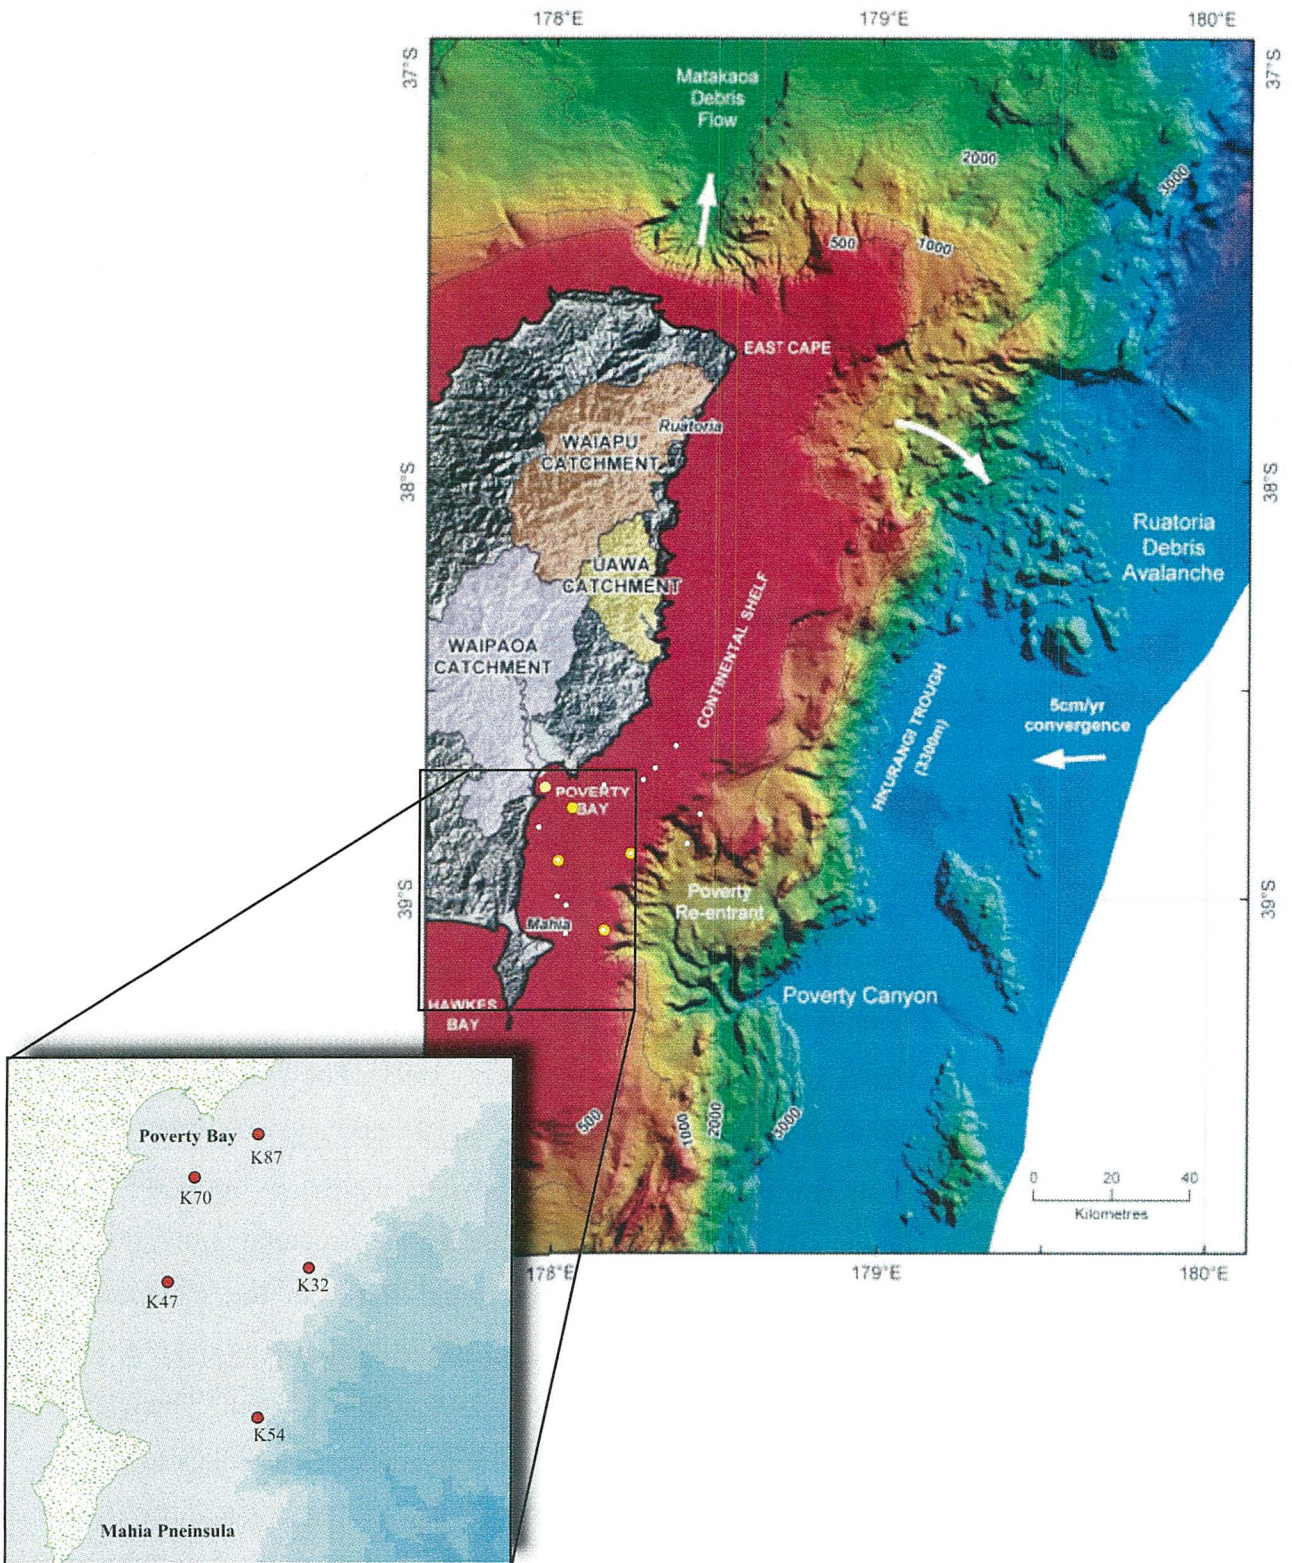 178°E
179°E
180°E
37°S
37°S
Matakaoa
Debris
Flow
2000
3000
500
1000
EAST CAPE
Ruatoria
WAIAPU
CATCHMENT
38°S
38°S
Ruatoria
Debris
Avalanche
UAWA
CATCHMENT
WAIPAOA
CATCHMENT
CONTINENTAL SHELF
HIKURANGI TROUGH
(3300m)
5cm/yr
convergence
POVERTY
BAY
39°S
Poverty
Re-entrant
Mahia
Poverty Canyon
HAWKES
BAY
500
1000
2000
3000
0 20 40
Kilometres
178°E
179°E
180°E
Poverty Bay
K87
K70
K32
K47
K54
Mahia Pneinsula